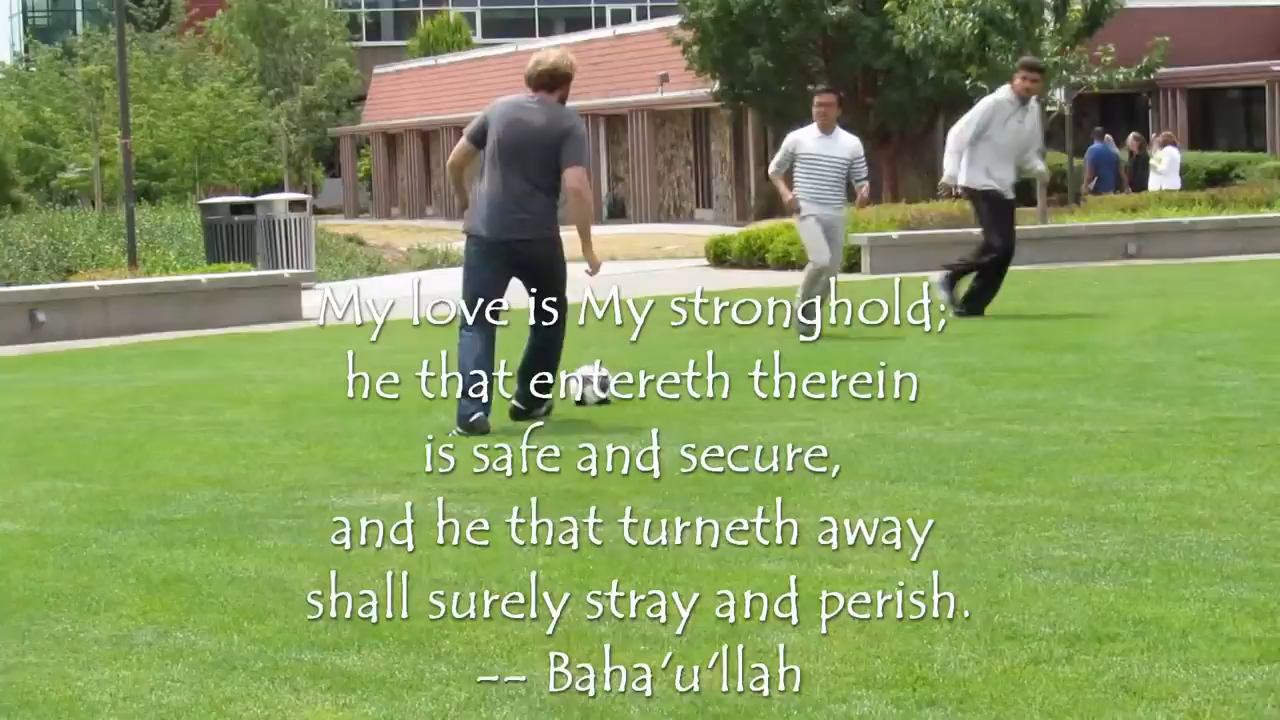 My love is My stronghold;
he that entereth therein
is safe and secure,
and he that turneth away
shall surely stray and perish.
-- Baha'u'llah